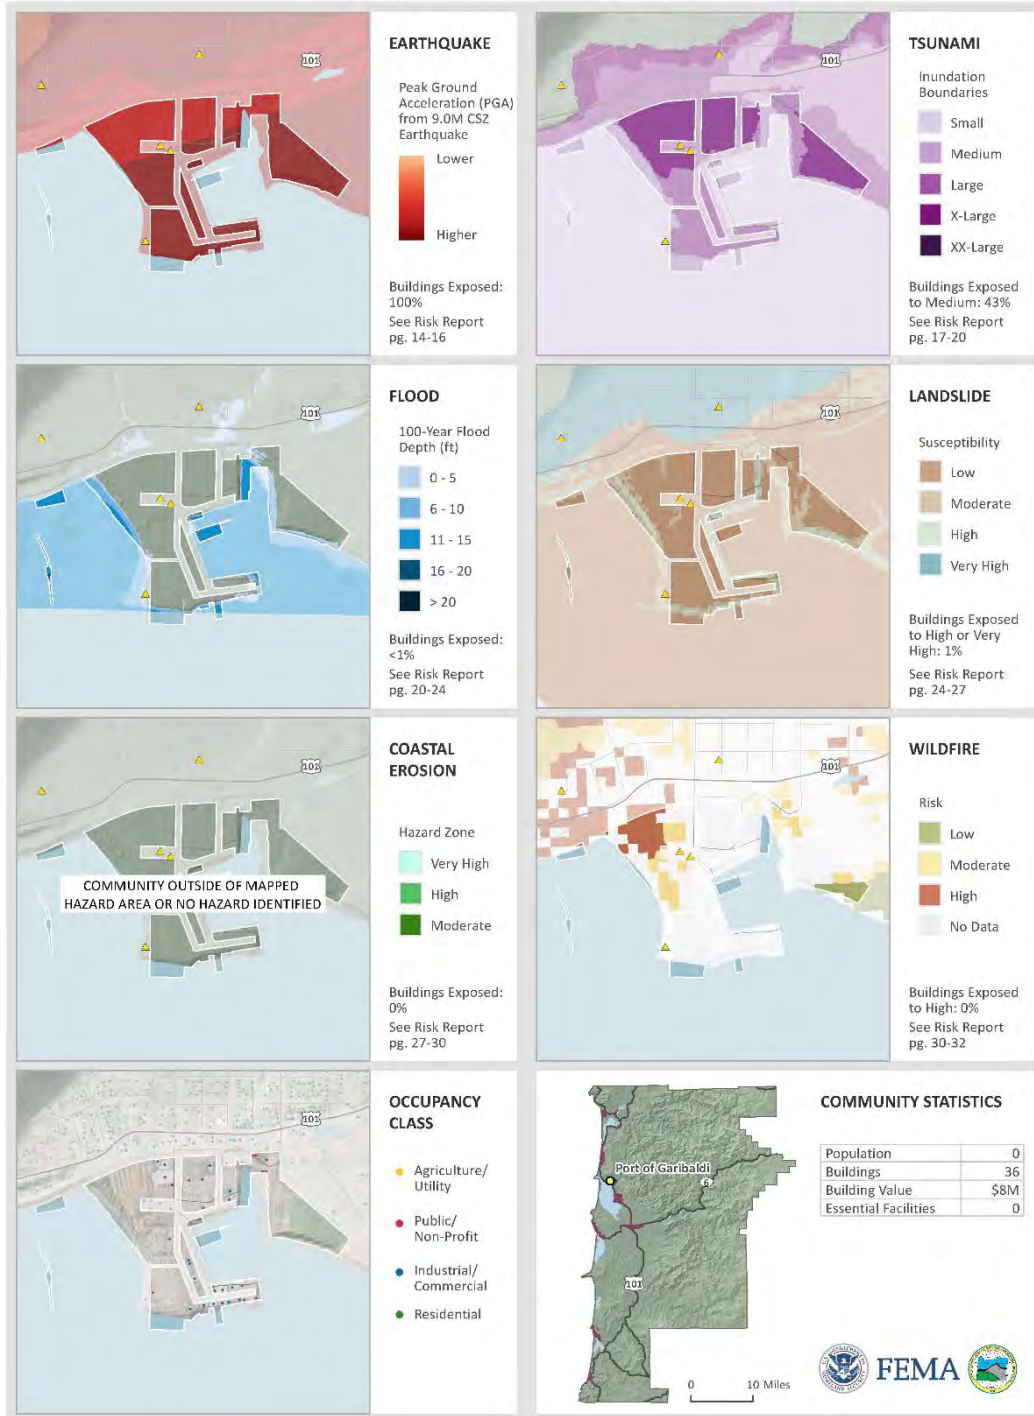 EARTHQUAKE
101
Peak Ground
Acceleration (PGA)
from 9.0M CSZ
Earthquake
Lower
Higher
Buildings Exposed:
100%
See Risk Report
pg. 14-16
TSUNAMI
101
Inundation
Boundaries
Small
Medium
Large
X-Large
XX-Large
Buildings Exposed
to Medium: 43%
See Risk Report
pg. 17-20
FLOOD
101
100-Year Flood
Depth (ft)
0 - 5
6 - 10
11 - 15
16 - 20
> 20
Buildings Exposed:
<1%
See Risk Report
pg. 20-24
LANDSLIDE
101
Susceptibility
Low
Moderate
High
Very High
Buildings Exposed
to High or Very
High: 1%
See Risk Report
pg. 24-27
COASTAL
EROSION
101
Hazard Zone
Very High
High
Moderate
COMMUNITY OUTSIDE OF MAPPED
HAZARD AREA OR NO HAZARD IDENTIFIED
Buildings Exposed:
0%
See Risk Report
pg. 27-30
WILDFIRE
101
Risk
Low
Moderate
High
No Data
Buildings Exposed
to High: 0%
See Risk Report
pg. 30-32
OCCUPANCY
CLASS
101
Agriculture/
Utility
Public/
Non-Profit
Industrial/
Commercial
Residential
COMMUNITY STATISTICS
Population 0
Buildings 36
Building Value $8M
Essential Facilities 0
Port of Garibaldi
6
101
0 10 Miles
FEMA